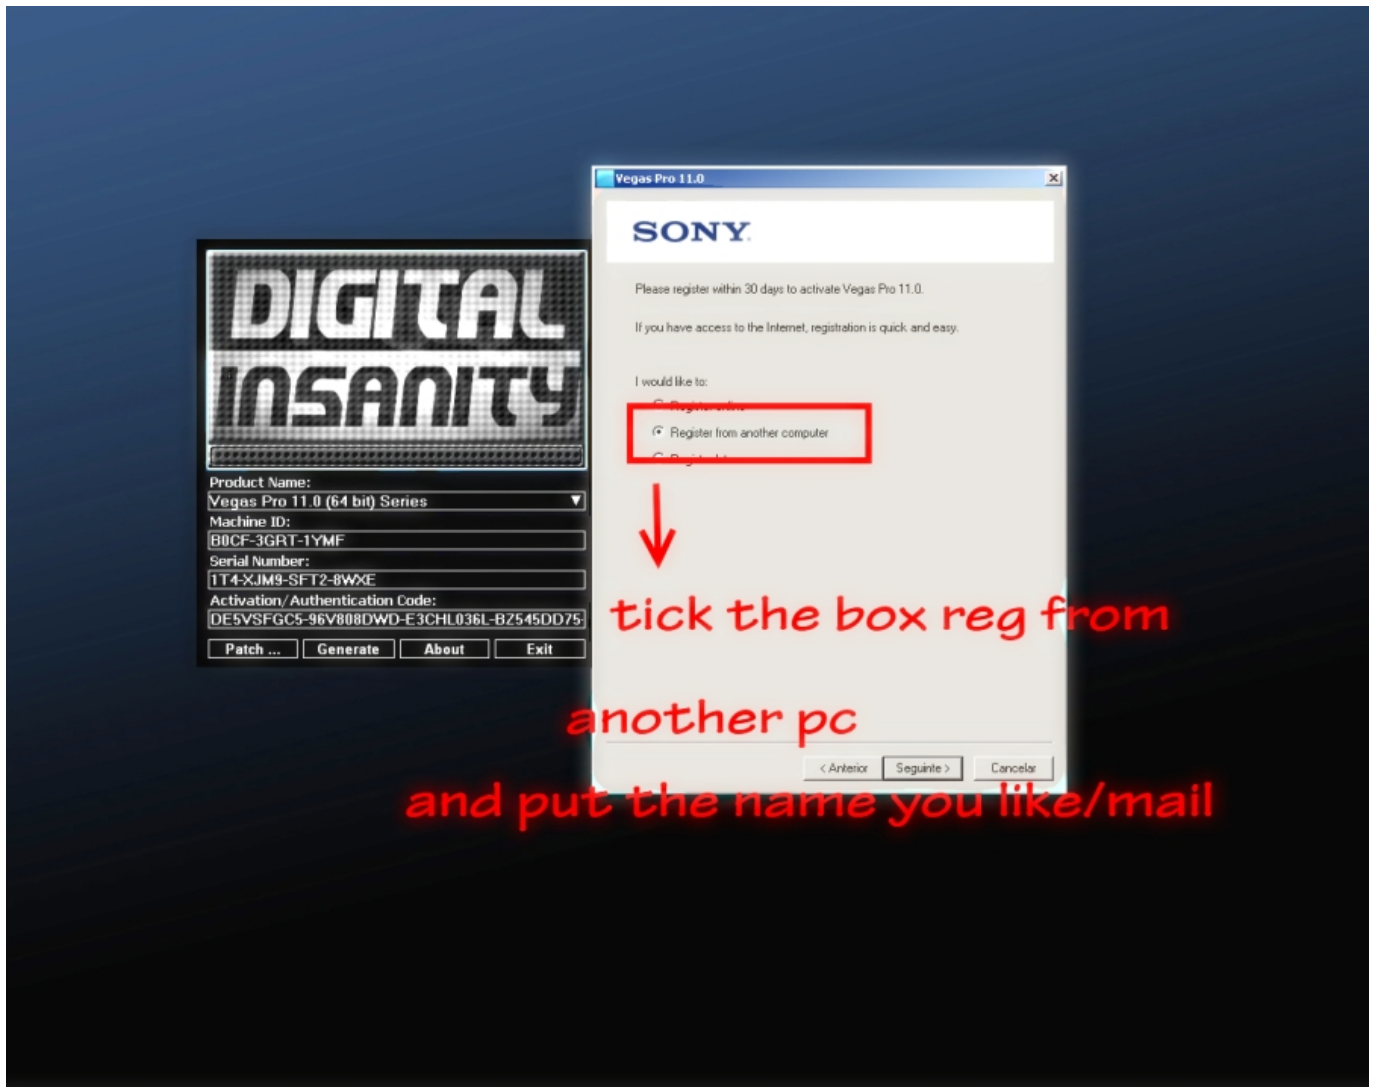 DIGITAL
INSANITY
Product Name:
Vegas Pro 11.0 (64 bit) Series
Machine ID:
B0CF-3GRT-1YMF
Serial Number:
1T4-XJM9-SFT2-8WXE
Activation/Authentication Code:
DE5VSFGC5-96V808DWD-E3CHL036L-BZ545DD75-
Patch ... Generate About Exit
Vegas Pro 11.0
SONY
Please register within 30 days to activate Vegas Pro 11.0.
If you have access to the Internet, registration is quick and easy.
I would like to:
Register online
Register from another computer
tick the box reg from
another pc
< Anterior Seguinte > Cancelar
and put the name you like/mail